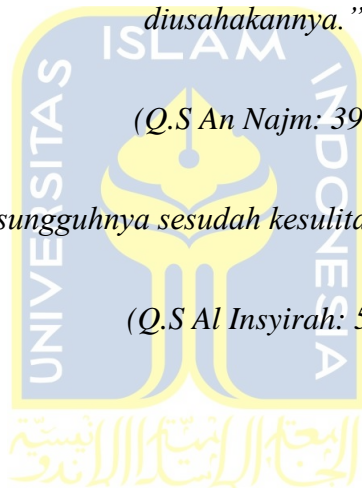 diusahakannya.”
ISLAM
UNIVERSITAS
INDONESIA
(Q.S An Najm: 39
sungguhnya sesudah kesulita
(Q.S Al Insyirah: 5